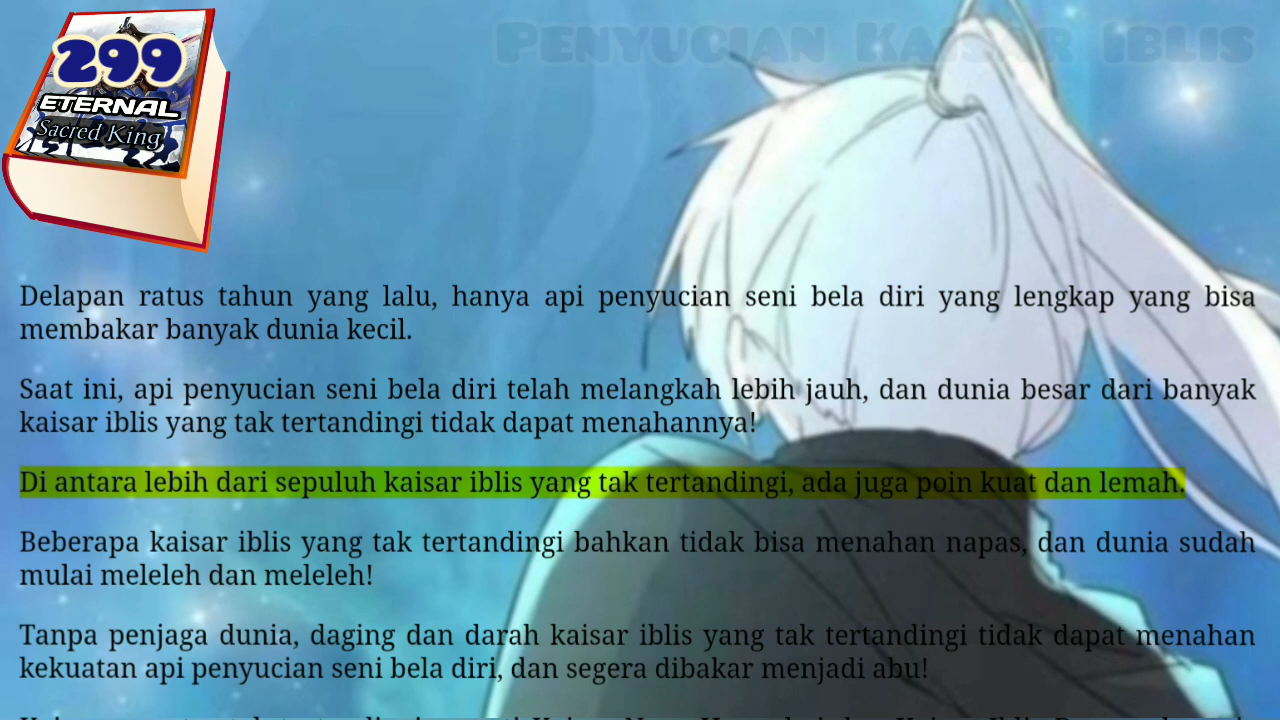 Penyucian Kaisar Iblis
299
ETERNAL
Sacred King
Delapan ratus tahun yang lalu, hanya api penyucian seni bela diri yang lengkap yang bisa
membakar banyak dunia kecil.
Saat ini, api penyucian seni bela diri telah melangkah lebih jauh, dan dunia besar dari banyak
kaisar iblis yang tak tertandingi tidak dapat menahannya!
Di antara lebih dari sepuluh kaisar iblis yang tak tertandingi, ada juga poin kuat dan lemah.
Beberapa kaisar iblis yang tak tertandingi bahkan tidak bisa menahan napas, dan dunia sudah
mulai meleleh dan meleleh!
Tanpa penjaga dunia, daging dan darah kaisar iblis yang tak tertandingi tidak dapat menahan
kekuatan api penyucian seni bela diri, dan segera dibakar menjadi abu!